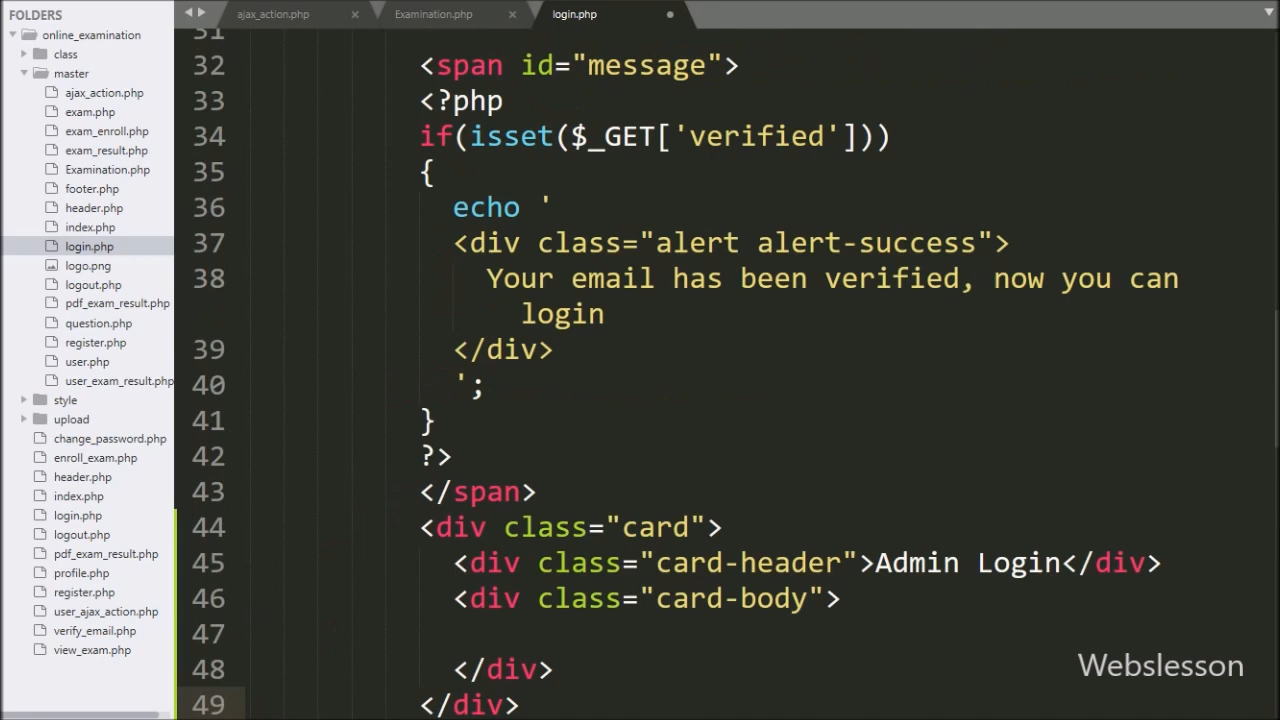 FOLDERS
online_examination
class
master
ajax_action.php
exam.php
exam_enroll.php
exam_result.php
Examination.php
footer.php
header.php
index.php
login.php
logo.png
logout.php
pdf_exam_result.php
question.php
register.php
user.php
user_exam_result.php
style
upload
change_password.php
enroll_exam.php
header.php
index.php
login.php
logout.php
pdf_exam_result.php
profile.php
register.php
user_ajax_action.php
verify_email.php
view_exam.php
ajax_action.php × Examination.php × login.php
31
32 <span id="message">
33 <?php
34 if(isset($_GET['verified']))
35 {
36 echo '
37 <div class="alert alert-success">
38 Your email has been verified, now you can
login
39 </div>
40 ';
41 }
42 ?>
43 </span>
44 <div class="card">
45 <div class="card-header">Admin Login</div>
46 <div class="card-body">
47
48 </div>
49 </div>
Webslesson